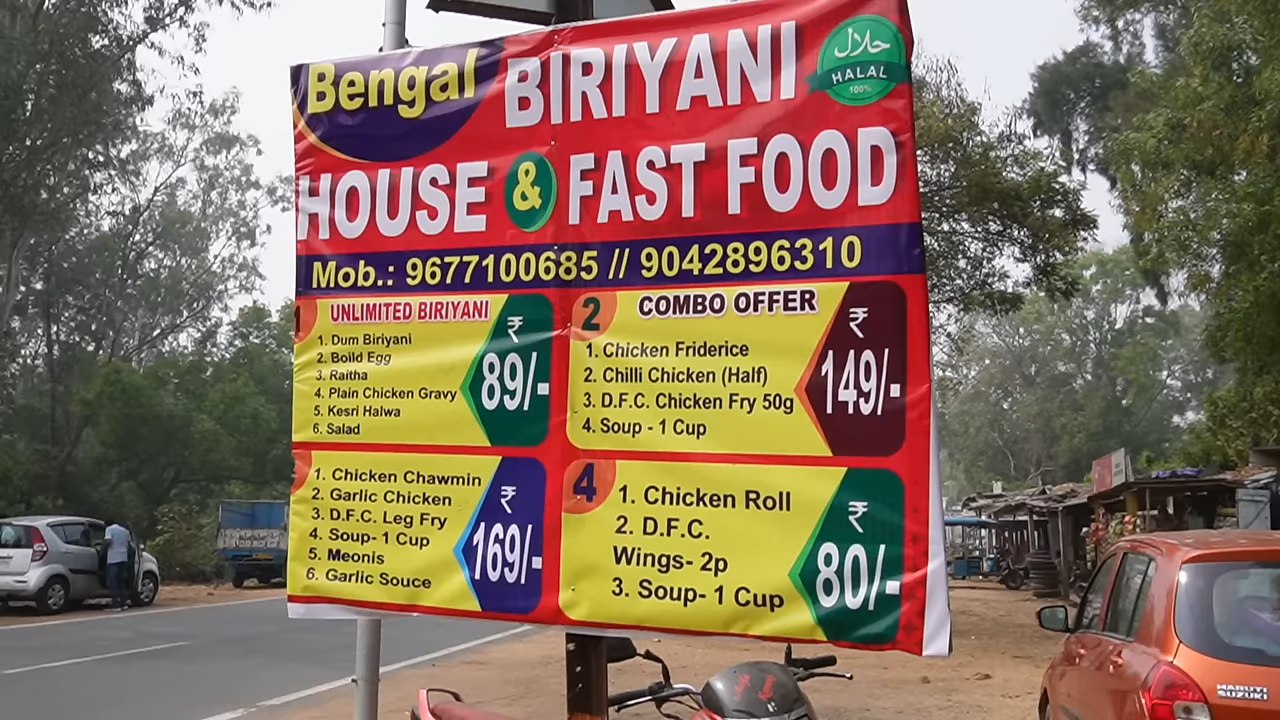 Bengal BIRIYANI
حلال
HALAL
100%
HOUSE & FAST FOOD
Mob.: 9677100685 // 9042896310
1
UNLIMITED BIRIYANI
1. Dum Biriyani
2. Boild Egg
3. Raitha
4. Plain Chicken Gravy
5. Kesri Halwa
6. Salad
₹
89/-
2
COMBO OFFER
1. Chicken Friderice
2. Chilli Chicken (Half)
3. D.F.C. Chicken Fry 50g
4. Soup - 1 Cup
₹
149/-
1. Chicken Chawmin
2. Garlic Chicken
3. D.F.C. Leg Fry
4. Soup- 1 Cup
5. Meonis
6. Garlic Souce
₹
169/-
4
1. Chicken Roll
2. D.F.C.
Wings- 2p
3. Soup- 1 Cup
₹
80/-
MARUTI
SUZUKI